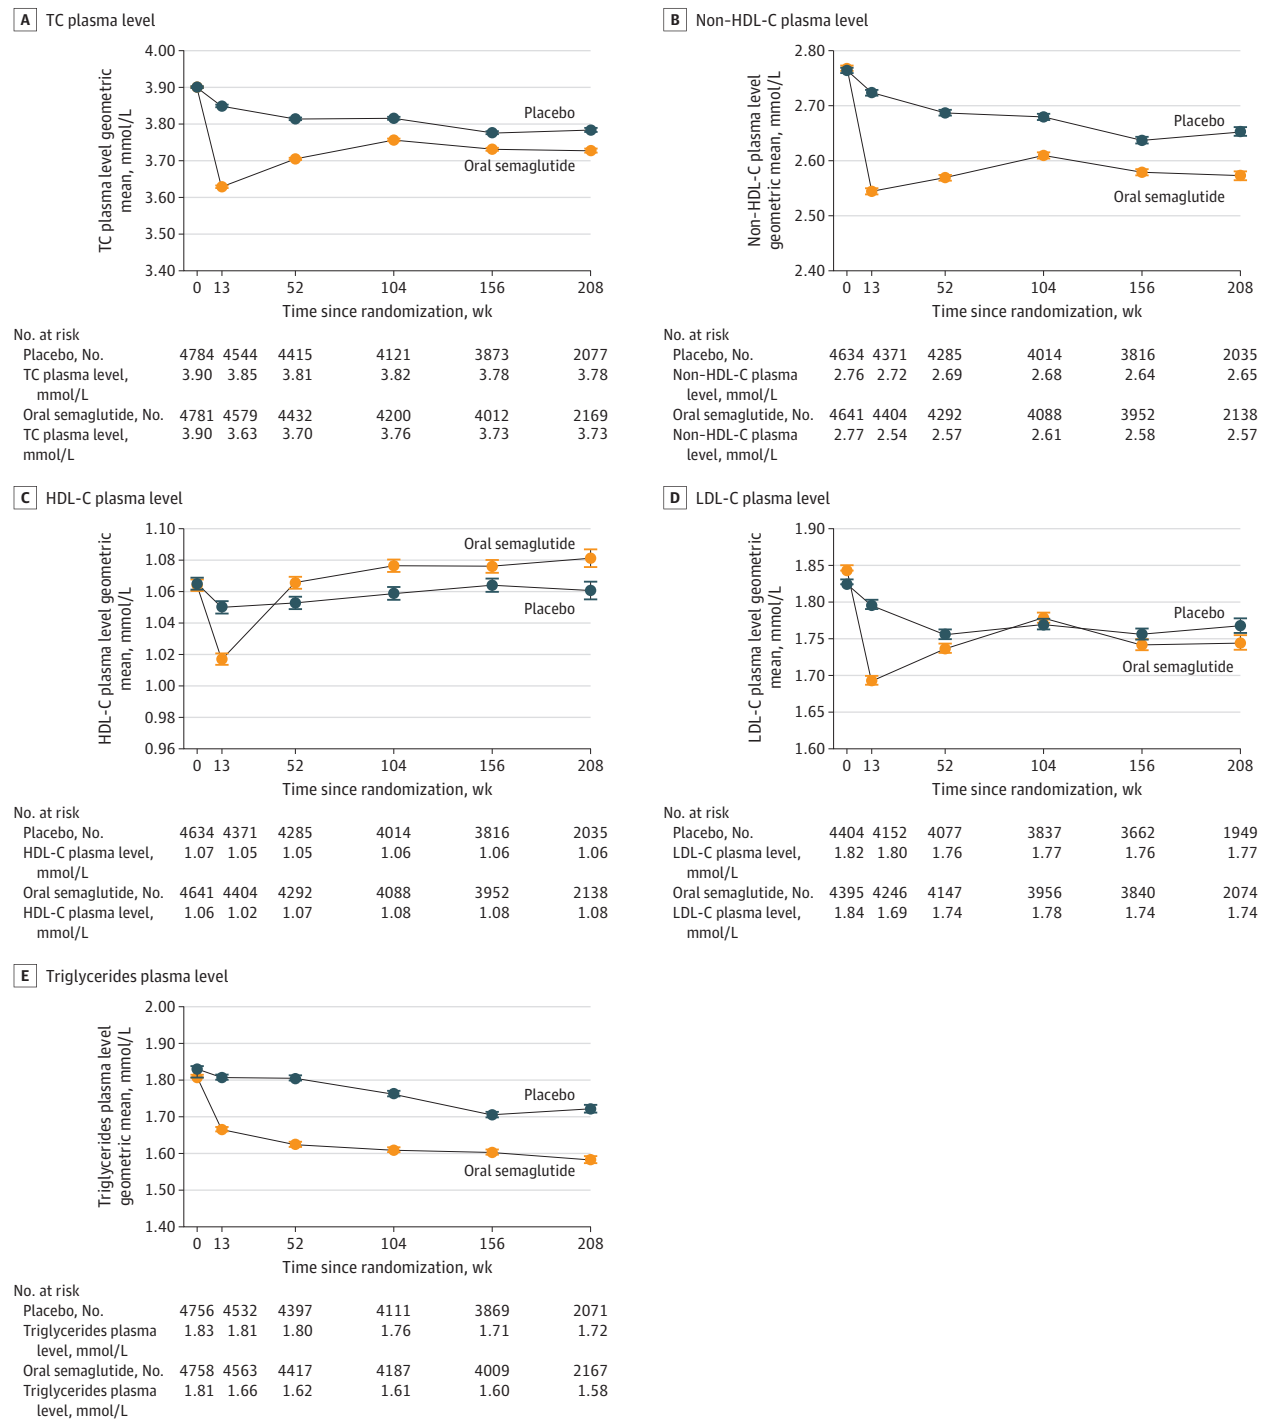 A TC plasma level
TC plasma level geometric
mean, mmol/L
4.00
3.90
3.80
3.70
3.60
3.50
3.40
Placebo
Oral semaglutide
0 13 52 104 156 208
Time since randomization, wk
No. at risk
Placebo, No. 4784 4544 4415 4121 3873 2077
TC plasma level, 3.90 3.85 3.81 3.82 3.78 3.78
mmol/L
Oral semaglutide, No. 4781 4579 4432 4200 4012 2169
TC plasma level, 3.90 3.63 3.70 3.76 3.73 3.73
mmol/L
B Non-HDL-C plasma level
Non-HDL-C plasma level
geometric mean, mmol/L
2.80
2.70
2.60
2.50
2.40
Placebo
Oral semaglutide
0 13 52 104 156 208
Time since randomization, wk
No. at risk
Placebo, No. 4634 4371 4285 4014 3816 2035
Non-HDL-C plasma 2.76 2.72 2.69 2.68 2.64 2.65
level, mmol/L
Oral semaglutide, No. 4641 4404 4292 4088 3952 2138
Non-HDL-C plasma 2.77 2.54 2.57 2.61 2.58 2.57
level, mmol/L
C HDL-C plasma level
HDL-C plasma level geometric
mean, mmol/L
1.10
1.08
1.06
1.04
1.02
1.00
0.98
0.96
Oral semaglutide
Placebo
0 13 52 104 156 208
Time since randomization, wk
No. at risk
Placebo, No. 4634 4371 4285 4014 3816 2035
HDL-C plasma level, 1.07 1.05 1.05 1.06 1.06 1.06
mmol/L
Oral semaglutide, No. 4641 4404 4292 4088 3952 2138
HDL-C plasma level, 1.06 1.02 1.07 1.08 1.08 1.08
mmol/L
D LDL-C plasma level
LDL-C plasma level geometric
mean, mmol/L
1.90
1.85
1.80
1.75
1.70
1.65
1.60
Placebo
Oral semaglutide
0 13 52 104 156 208
Time since randomization, wk
No. at risk
Placebo, No. 4404 4152 4077 3837 3662 1949
LDL-C plasma level, 1.82 1.80 1.76 1.77 1.76 1.77
mmol/L
Oral semaglutide, No. 4395 4246 4147 3956 3840 2074
LDL-C plasma level, 1.84 1.69 1.74 1.78 1.74 1.74
mmol/L
E Triglycerides plasma level
Triglycerides plasma level
geometric mean, mmol/L
2.00
1.90
1.80
1.70
1.60
1.50
1.40
Placebo
Oral semaglutide
0 13 52 104 156 208
Time since randomization, wk
No. at risk
Placebo, No. 4756 4532 4397 4111 3869 2071
Triglycerides plasma 1.83 1.81 1.80 1.76 1.71 1.72
level, mmol/L
Oral semaglutide, No. 4758 4563 4417 4187 4009 2167
Triglycerides plasma 1.81 1.66 1.62 1.61 1.60 1.58
level, mmol/L